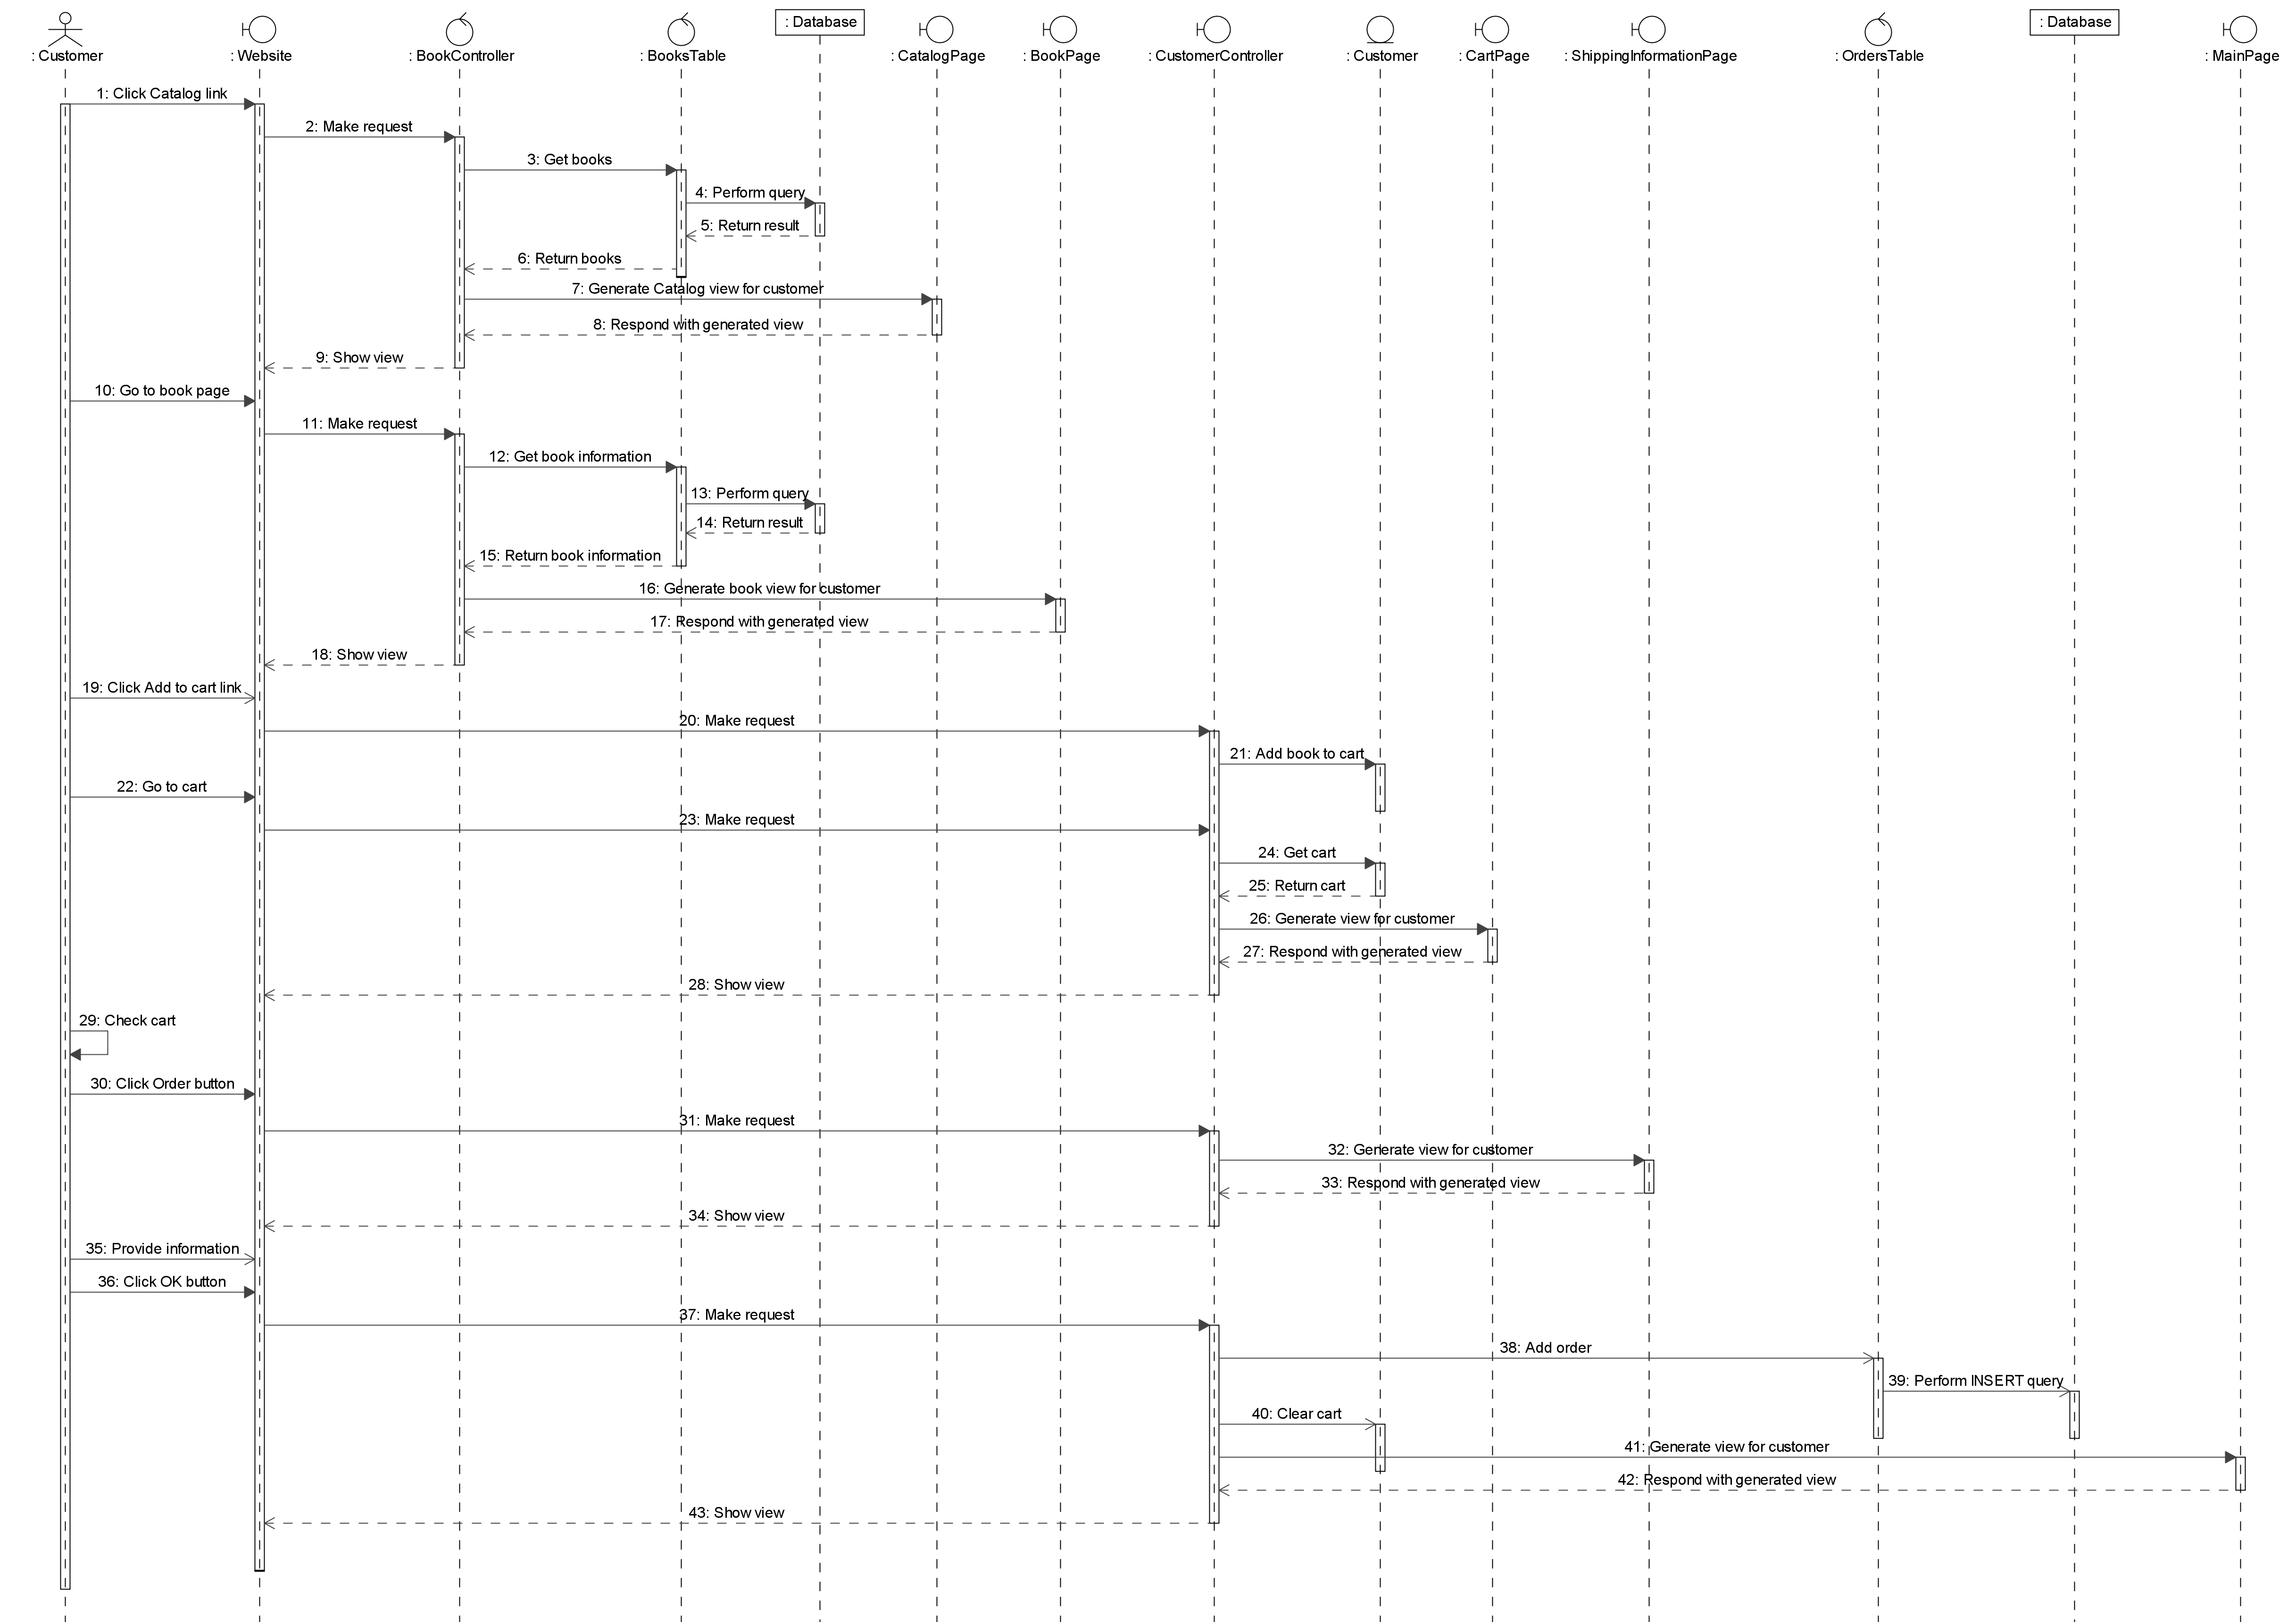 : Customer
: Website
: BookController
: BooksTable
: Database
: CatalogPage
: BookPage
: CustomerController
: Customer
: CartPage
: ShippingInformationPage
: OrdersTable
: Database
: MainPage
1: Click Catalog link
2: Make request
3: Get books
4: Perform query
5: Return result
6: Return books
7: Generate Catalog view for customer
8: Respond with generated view
9: Show view
10: Go to book page
11: Make request
12: Get book information
13: Perform query
14: Return result
15: Return book information
16: Generate book view for customer
17: Respond with generated view
18: Show view
19: Click Add to cart link
20: Make request
21: Add book to cart
22: Go to cart
23: Make request
24: Get cart
25: Return cart
26: Generate view for customer
27: Respond with generated view
28: Show view
29: Check cart
30: Click Order button
31: Make request
32: Generate view for customer
33: Respond with generated view
34: Show view
35: Provide information
36: Click OK button
37: Make request
38: Add order
39: Perform INSERT query
40: Clear cart
41: Generate view for customer
42: Respond with generated view
43: Show view